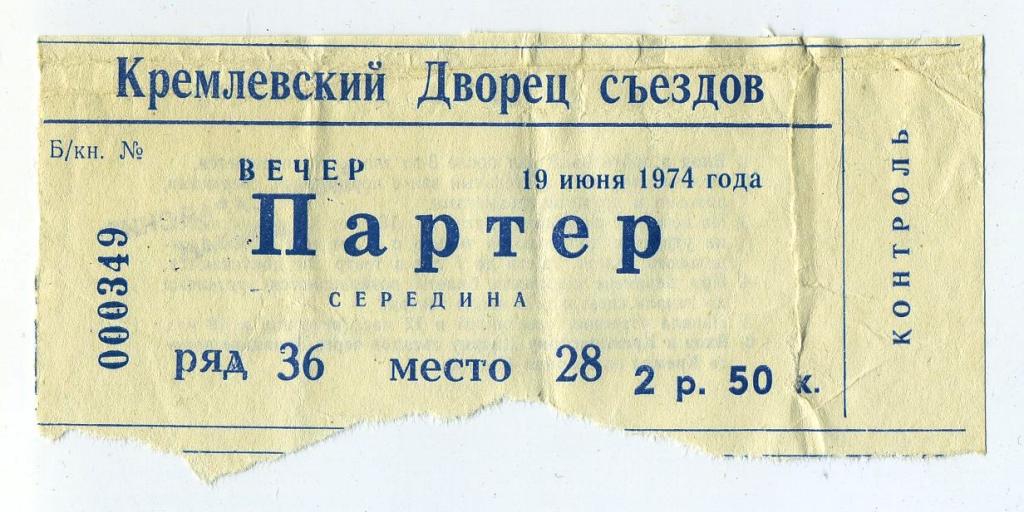 Кремлевский Дворец съездов
Б/кн. №
ВЕЧЕР
19 июня 1974 года
Партер
СЕРЕДИНА
000349
ряд 36 место 28 2 р. 50 к.
КОНТРОЛЬ